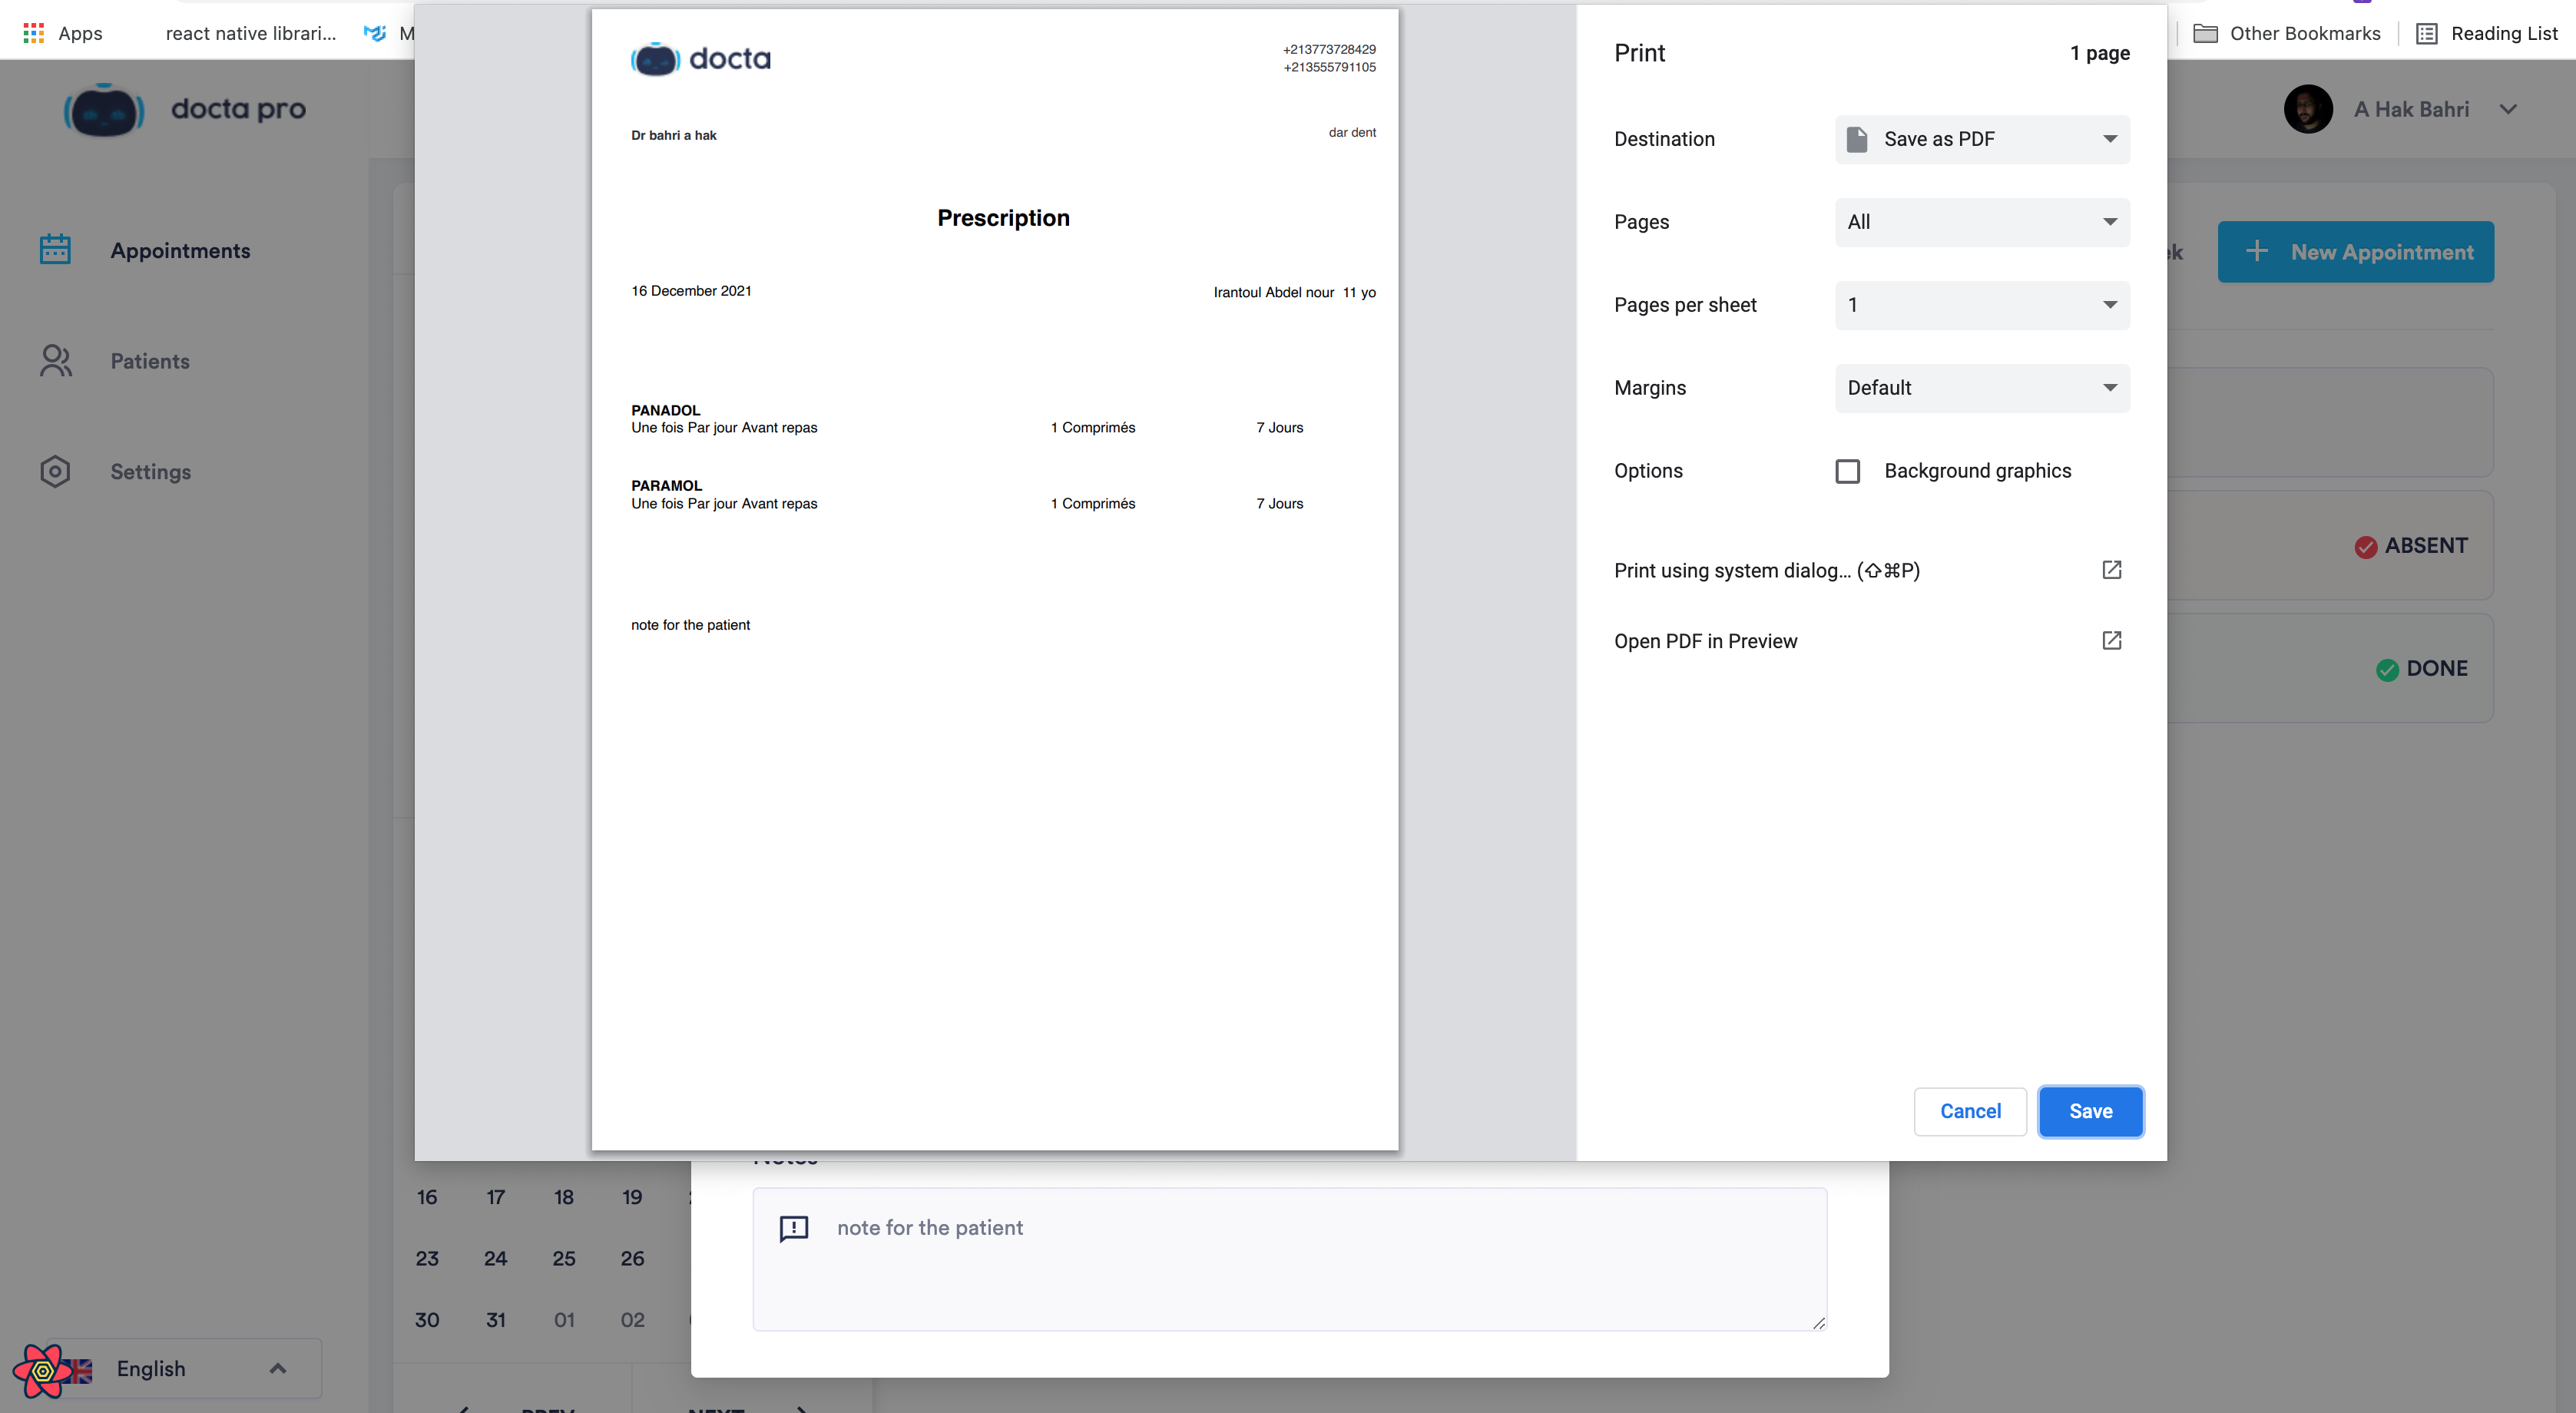 Apps
react native librari...
M
Other Bookmarks
Reading List
docta pro
A Hak Bahri
Appointments
Patients
Settings
English
docta
+213773728429
+213555791105
Dr bahri a hak
dar dent
Prescription
16 December 2021
Irantoul Abdel nour 11 yo
PANADOL
Une fois Par jour Avant repas 1 Comprimés 7 Jours
PARAMOL
Une fois Par jour Avant repas 1 Comprimés 7 Jours
note for the patient
Print
1 page
Destination Save as PDF
Pages All
Pages per sheet 1
Margins Default
Options Background graphics
Print using system dialog... (⇧⌘P)
Open PDF in Preview
Cancel Save
New Appointment
ABSENT
DONE
Notes
note for the patient
16 17 18 19
23 24 25 26
30 31 01 02
PREV NEXT